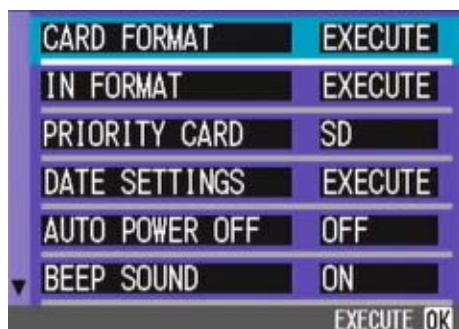 CARD FORMAT EXECUTE
IN FORMAT EXECUTE
PRIORITY CARD SD
DATE SETTINGS EXECUTE
AUTO POWER OFF OFF
BEEP SOUND ON
EXECUTE OK